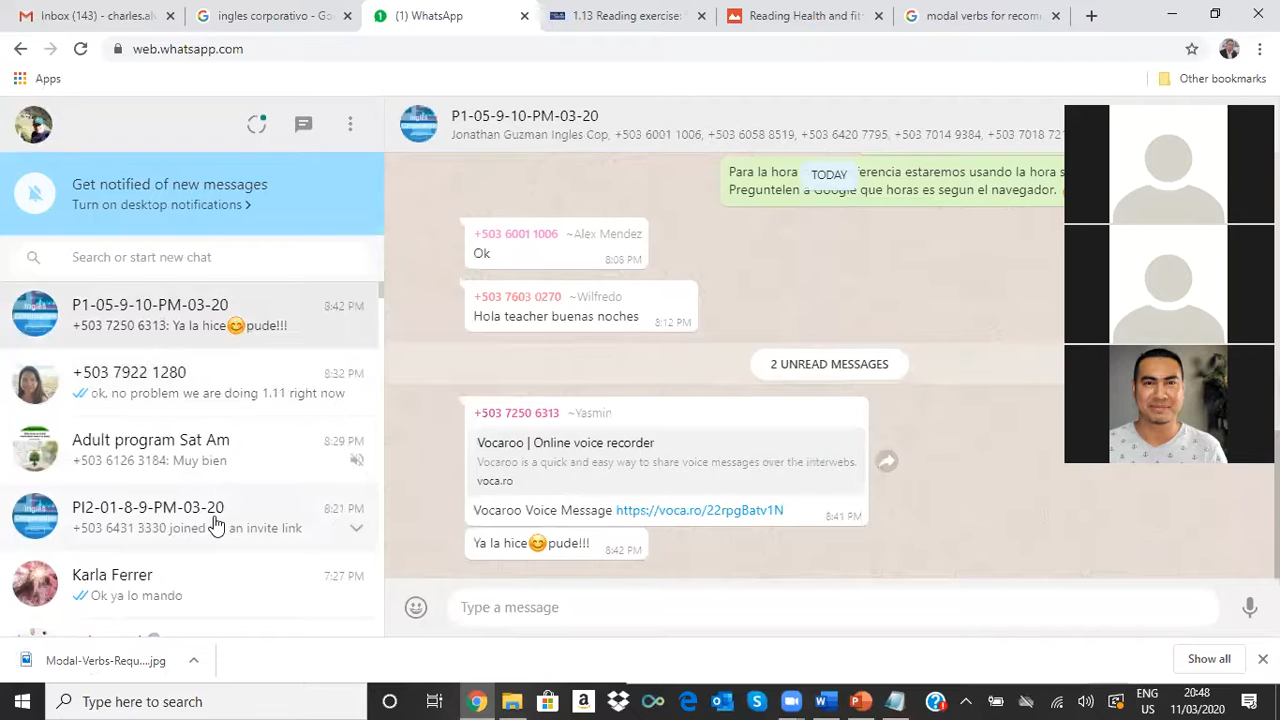 Inbox (143) - charles.al
ingles corporativo - Go
(1) WhatsApp
1.13 Reading exercise:
Reading Health and fit
modal verbs for recom
web.whatsapp.com
Apps
Other bookmarks
P1-05-9-10-PM-03-20
Jonathan Guzman Ingles Cop, +503 6001 1006, +503 6058 8519, +503 6420 7795, +503 7014 9384, +503 7018 721
Get notified of new messages
Turn on desktop notifications >
Search or start new chat
P1-05-9-10-PM-03-20
8:42 PM
+503 7250 6313: Ya la hice😊pude!!!
+503 7922 1280
8:32 PM
ok, no problem we are doing 1.11 right now
Adult program Sat-Am
8:29 PM
+503 6126 3184: Muy bien
PI2-01-8-9-PM-03-20
8:21 PM
+503 6431 3330 joined an invite link
Karla Ferrer
7:27 PM
Ok ya lo mando
TODAY
Para la hora ferencia estaremos usando la hora s
Preguntelen a Google que horas es segun el navegador.
+503 6001 1006 ~Alex Mendez
Ok
8:08 PM
+503 7603 0270 ~Wilfredo
Hola teacher buenas noches
8:12 PM
2 UNREAD MESSAGES
+503 7250 6313 ~Yasmin
Vocaroo | Online voice recorder
Vocaroo is a quick and easy way to share voice messages over the interwebs.
voca.ro
Vocaroo Voice Message https://voca.ro/22rpgBatv1N
8:41 PM
Ya la hice😊pude!!!
8:42 PM
Type a message
Modal-Verbs-Requ....jpg
Show all
Type here to search
ENG
US
20:48
11/03/2020